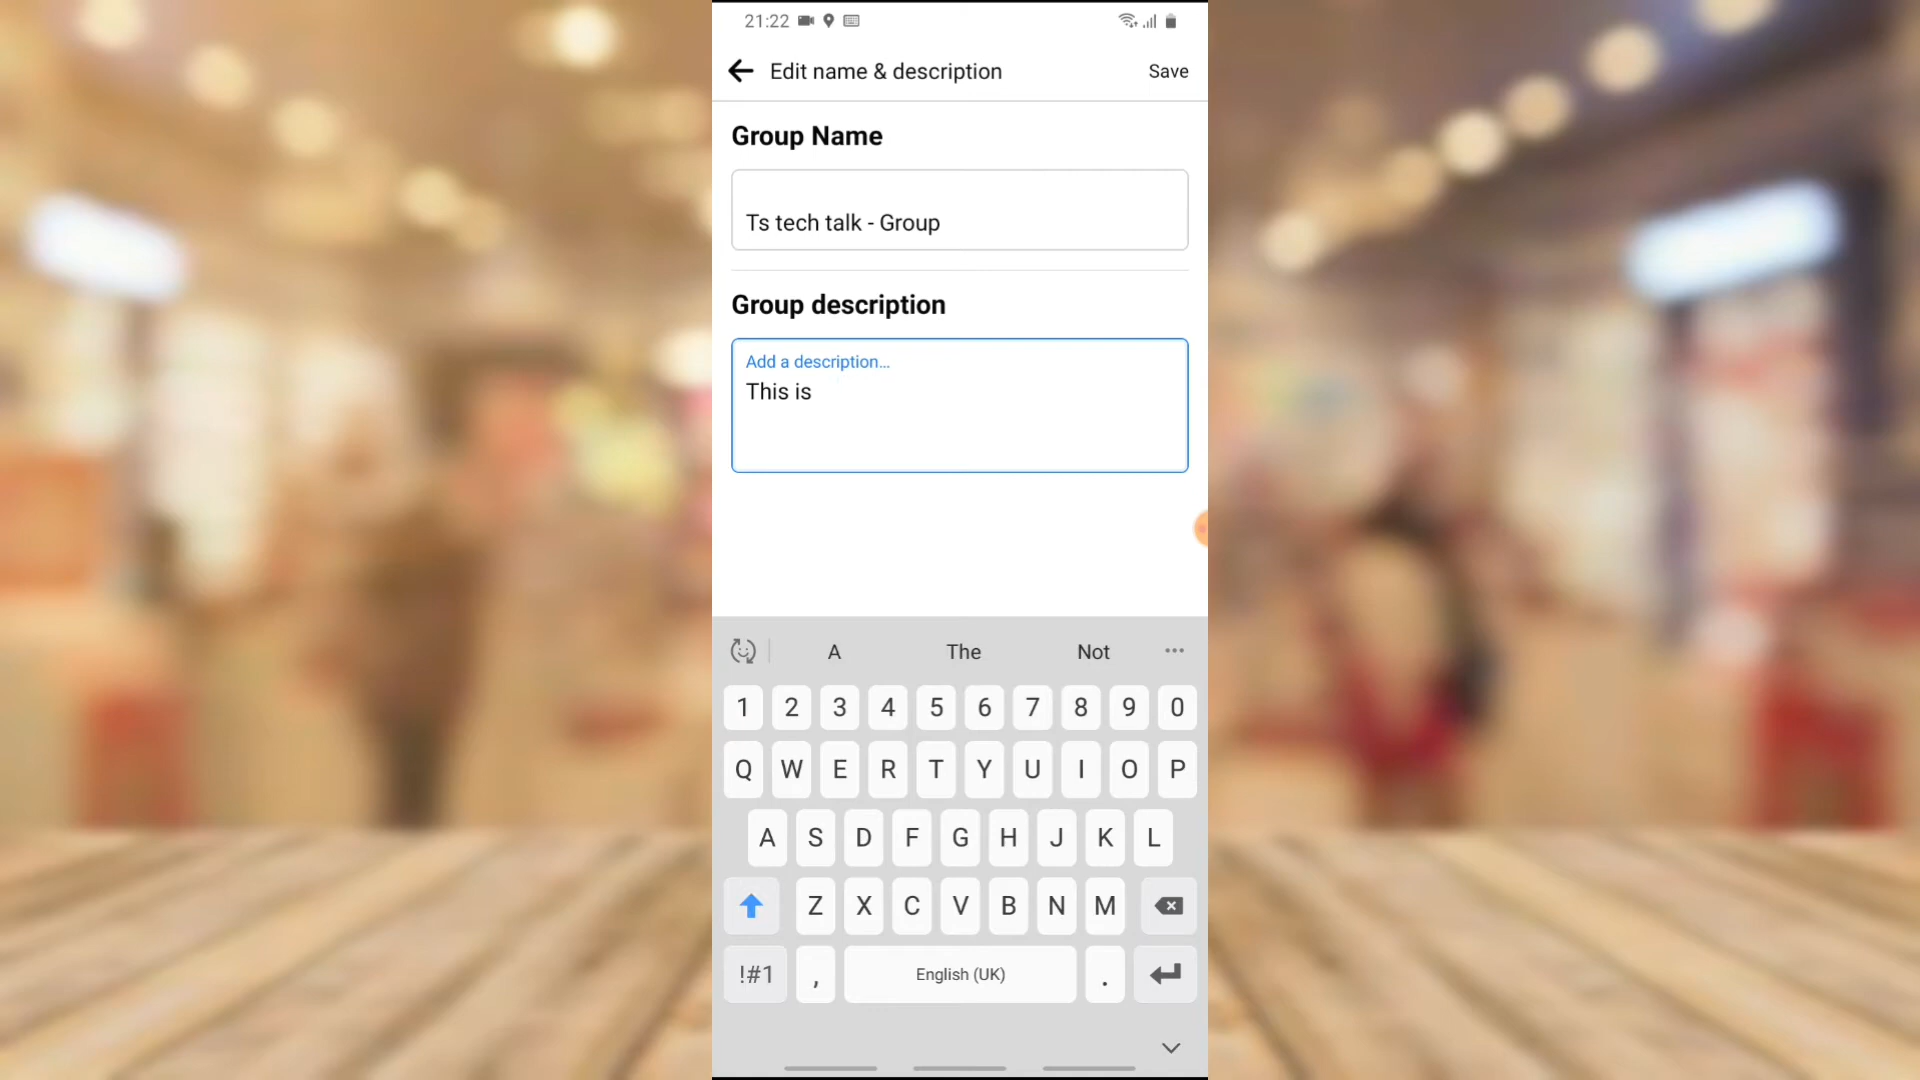 21:22
Edit name & description
Save
Group Name
Ts tech talk - Group
Group description
Add a description...
This is
A The Not
1 2 3 4 5 6 7 8 9 0
Q W E R T Y U I O P
A S D F G H J K L
Z X C V B N M
!#1 , English (UK) .